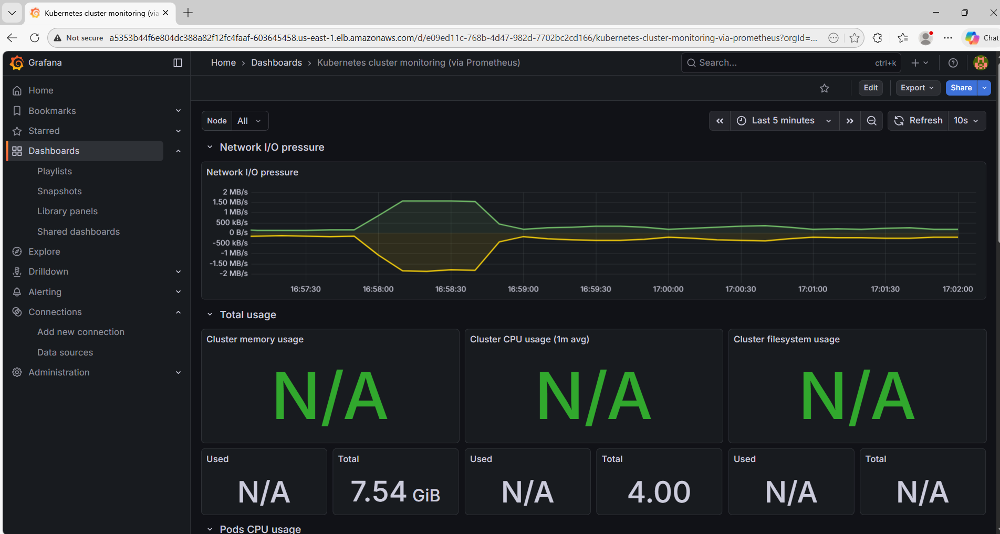 Kubernetes cluster monitoring (via
Not secure a5353b44f6e804dc388a82f12fc4faaf-603645458.us-east-1.elb.amazonaws.com/d/e09ed11c-768b-4d47-982d-7702bc2cd166/kubernetes-cluster-monitoring-via-prometheus?orgId=... Chat
Grafana
Home › Dashboards › Kubernetes cluster monitoring (via Prometheus)
Search... ctrl+k
Edit Export Share
Home
Bookmarks
Starred
Dashboards
Playlists
Snapshots
Library panels
Shared dashboards
Explore
Drilldown
Alerting
Connections
Add new connection
Data sources
Administration
Node All
Last 5 minutes Refresh 10s
Network I/O pressure
Network I/O pressure
2 MB/s
1.50 MB/s
1 MB/s
500 kB/s
0 B/s
-500 kB/s
-1 MB/s
-1.50 MB/s
-2 MB/s
16:57:30 16:58:00 16:58:30 16:59:00 16:59:30 17:00:00 17:00:30 17:01:00 17:01:30 17:02:00
Total usage
Cluster memory usage
N/A
Cluster CPU usage (1m avg)
N/A
Cluster filesystem usage
N/A
Used
N/A
Total
7.54 GiB
Used
N/A
Total
4.00
Used
N/A
Total
N/A
Pods CPU usage